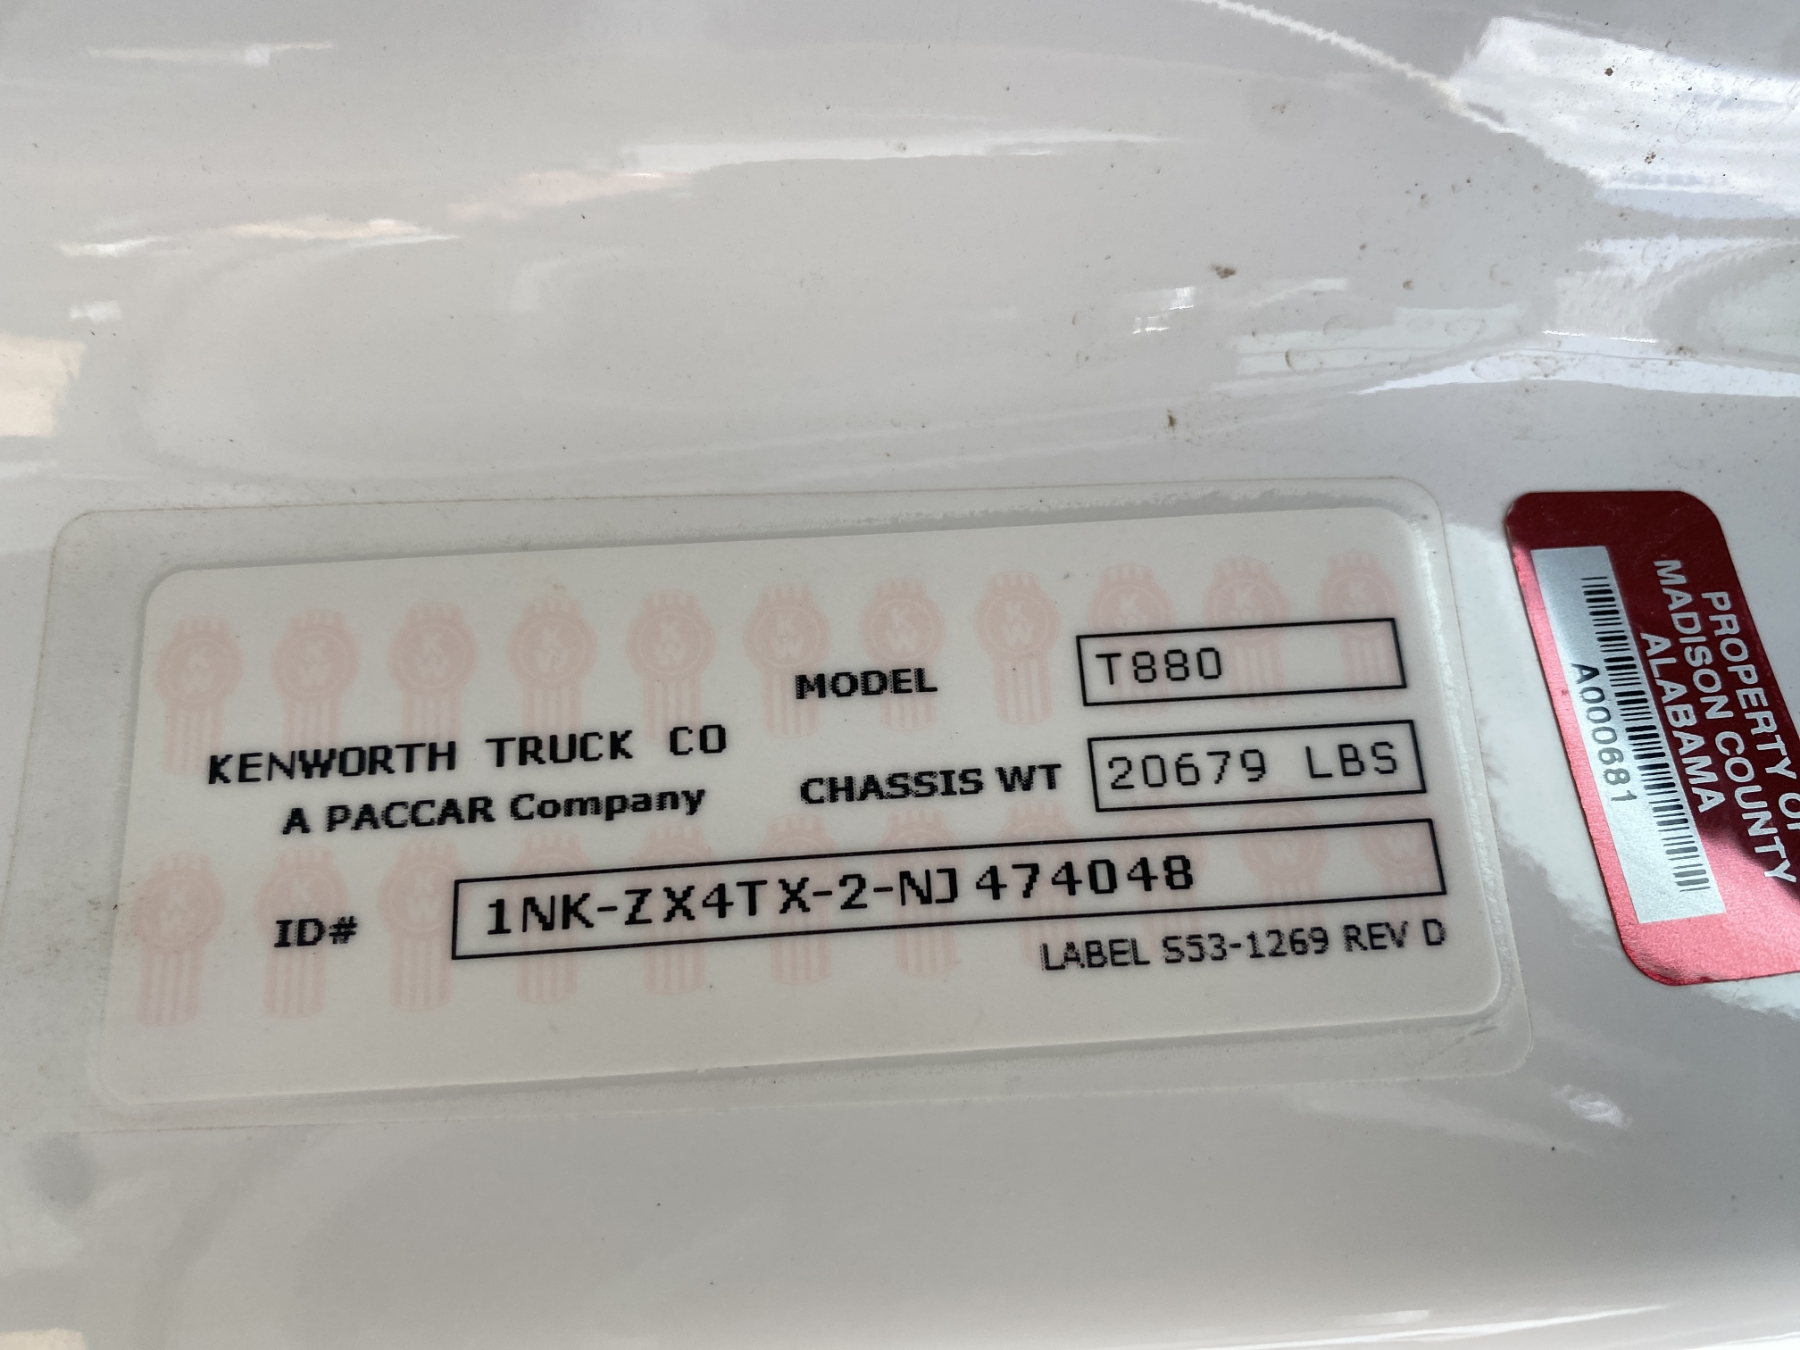 MODEL T880
KENWORTH TRUCK CO
A PACCAR Company
CHASSIS WT 20679 LBS
ID# 1NK-ZX4TX-2-NJ474048
LABEL S53-1269 REV D
PROPERTY OF
MADISON COUNTY
ALABAMA
A000681